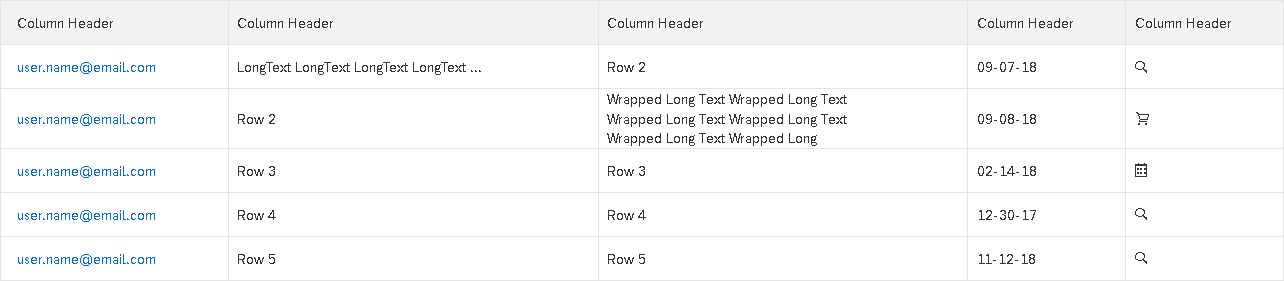 Column Header Column Header Column Header Column Header Column Header
user.name@email.com LongText LongText LongText LongText ... Row 2 09-07-18
user.name@email.com Row 2 Wrapped Long Text Wrapped Long Text
Wrapped Long Text Wrapped Long Text
Wrapped Long Text Wrapped Long
09-08-18
user.name@email.com Row 3 Row 3 02-14-18
user.name@email.com Row 4 Row 4 12-30-17
user.name@email.com Row 5 Row 5 11-12-18